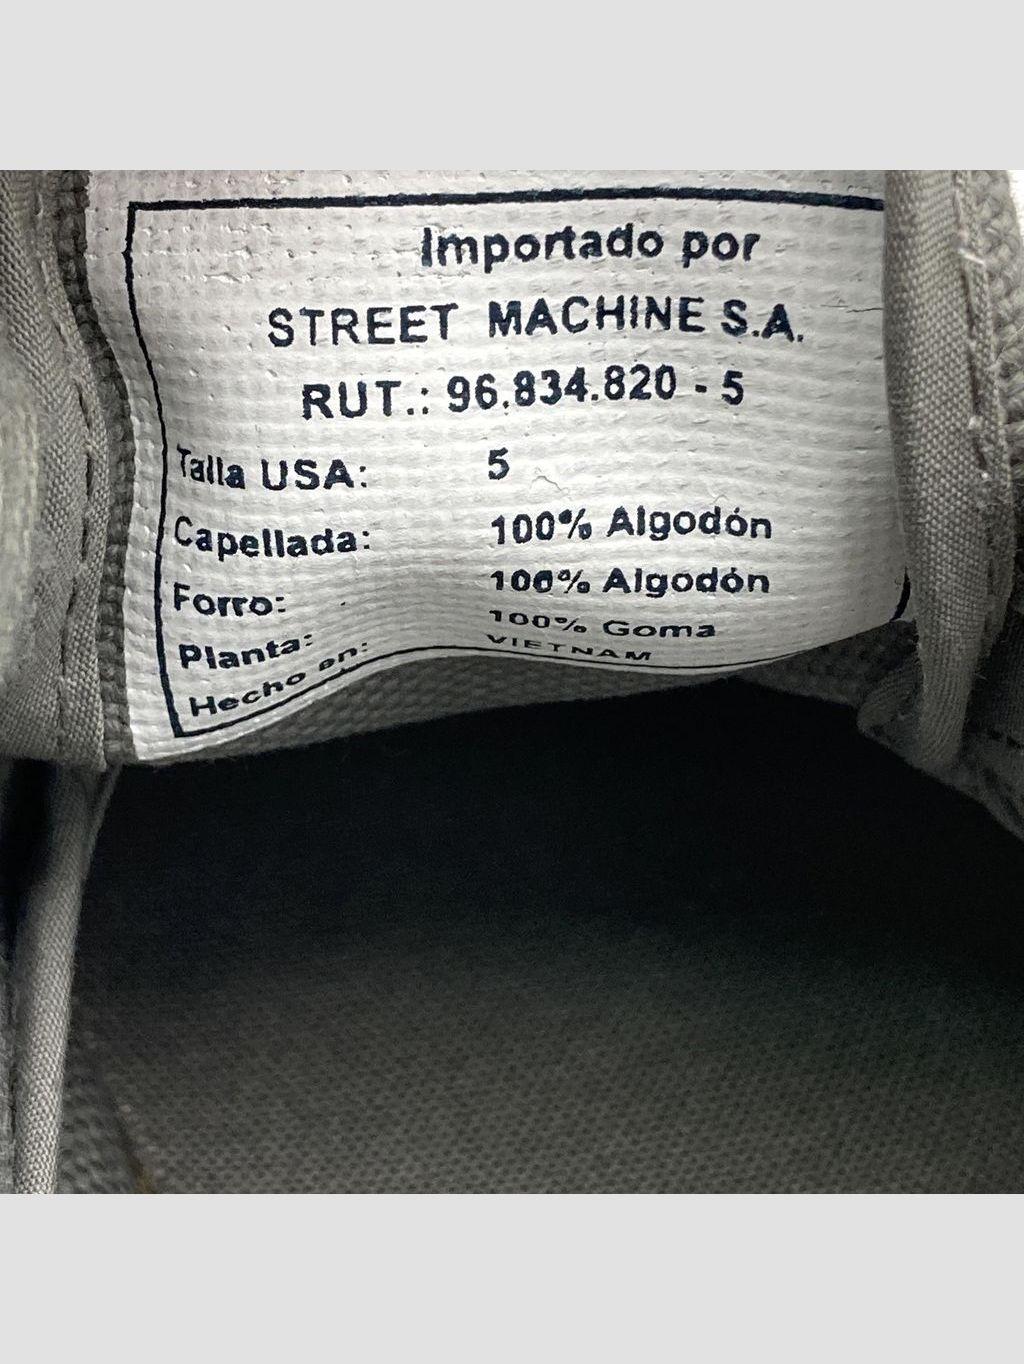 Importado por
STREET MACHINE S.A.
RUT.: 96.834.820 - 5
Talla USA: 5
Capellada: 100% Algodón
Forro: 100% Algodón
Planta: 100% Goma
Hecho en: VIETNAM